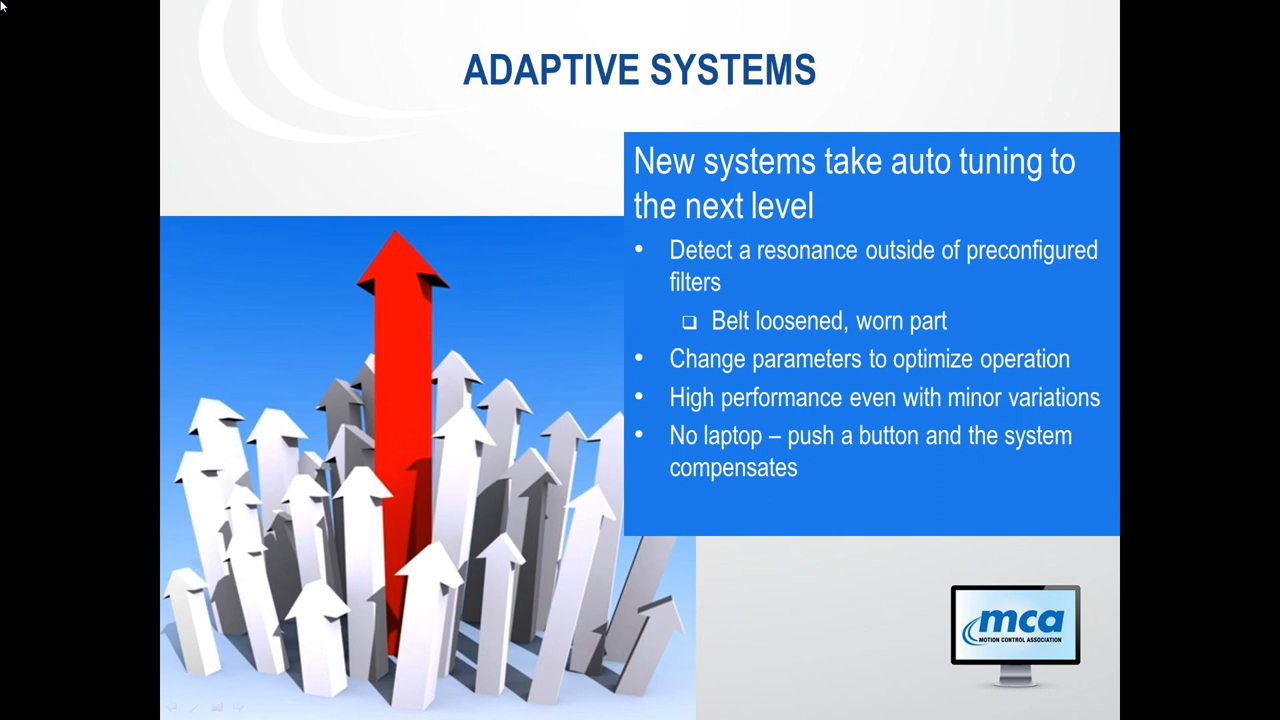 ADAPTIVE SYSTEMS
New systems take auto tuning to
the next level
• Detect a resonance outside of preconfigured
filters
❑ Belt loosened, worn part
• Change parameters to optimize operation
• High performance even with minor variations
• No laptop – push a button and the system
compensates
mca
MOTION CONTROL ASSOCIATION